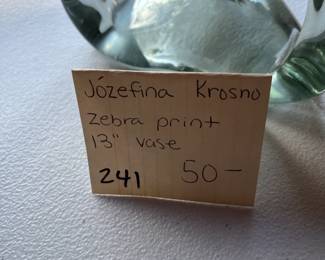 Józefina Krosno
zebra print
13" vase
241 50-